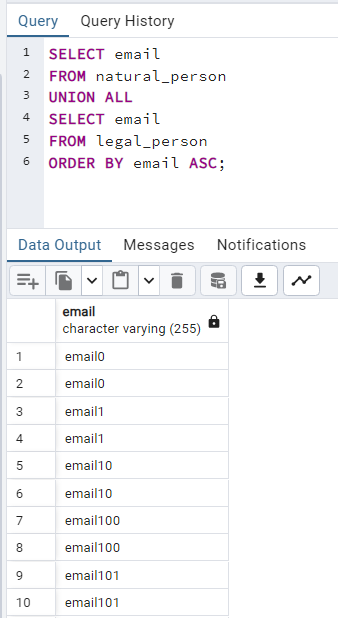 Query Query History
1 SELECT email
2 FROM natural_person
3 UNION ALL
4 SELECT email
5 FROM legal_person
6 ORDER BY email ASC;
Data Output Messages Notifications
email
character varying (255)
1 email0
2 email0
3 email1
4 email1
5 email10
6 email10
7 email100
8 email100
9 email101
10 email101